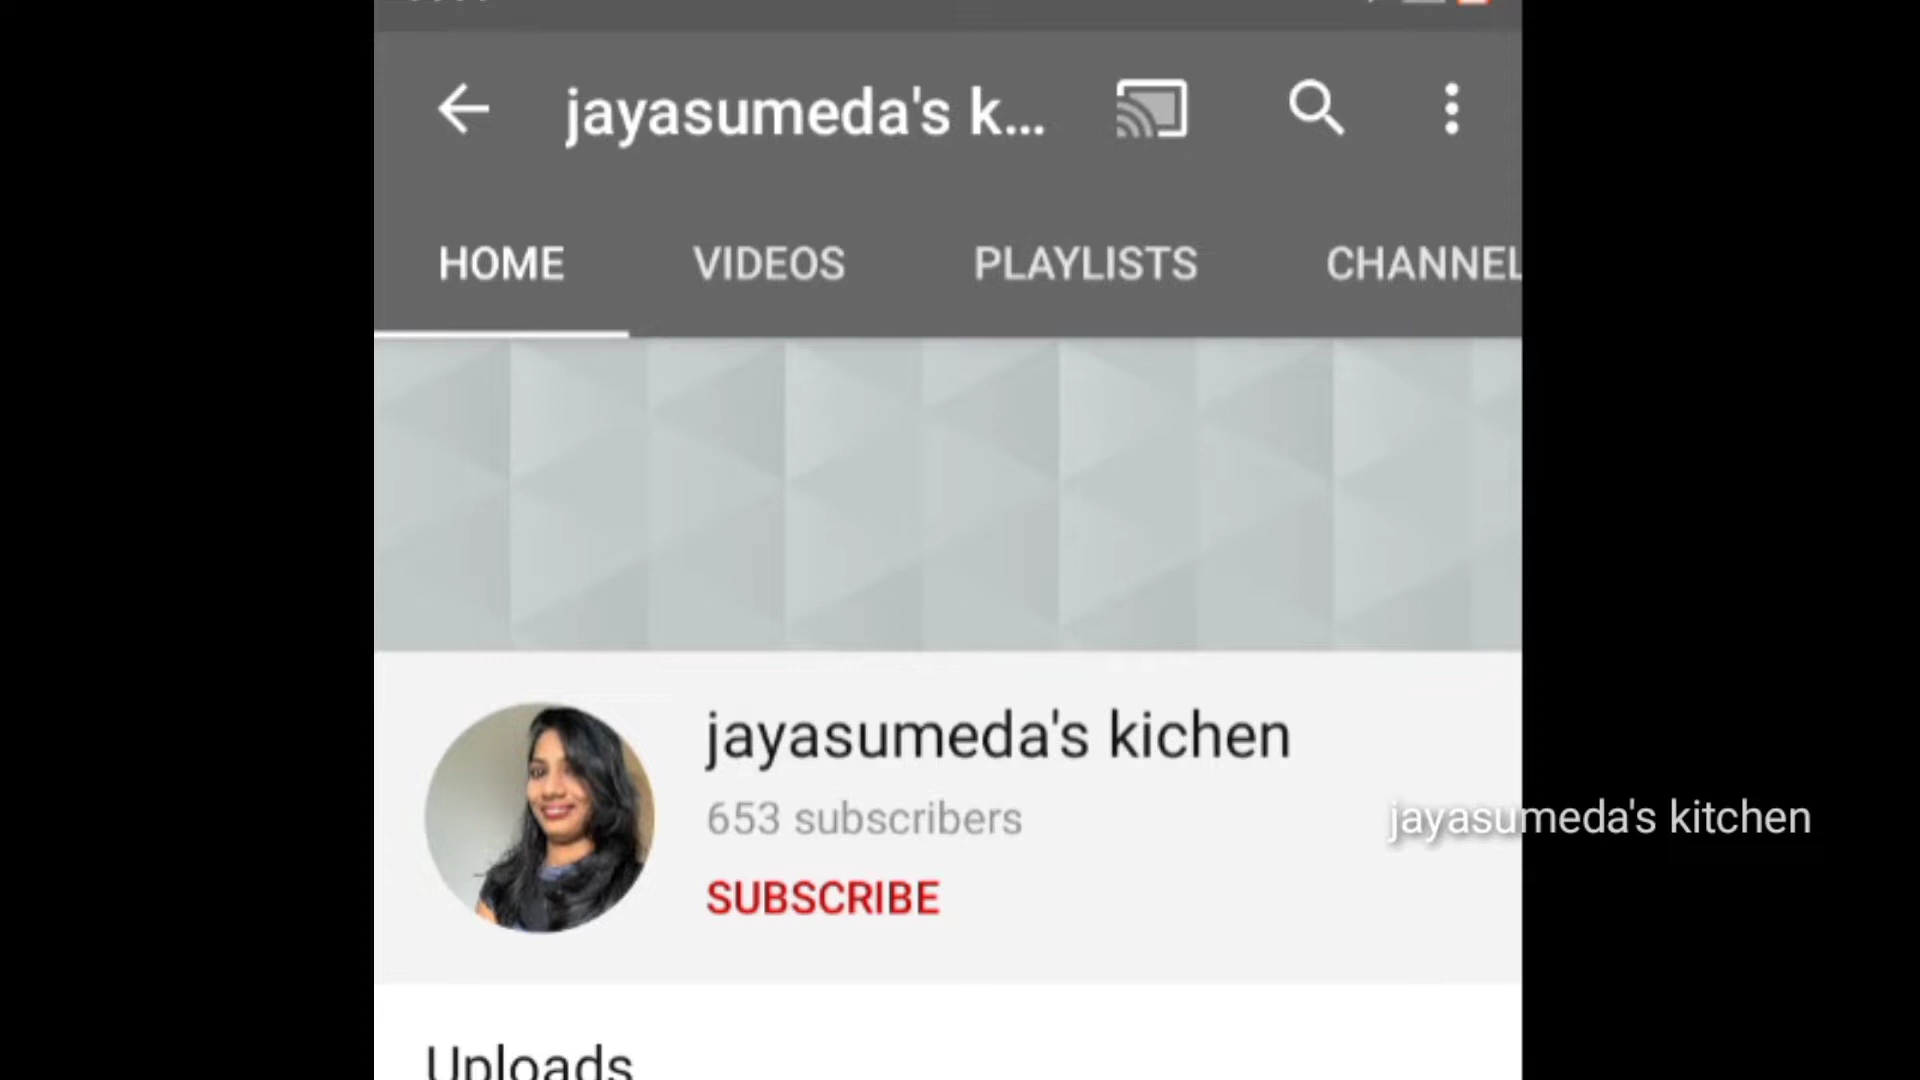 jayasumeda's k...
HOME VIDEOS PLAYLISTS CHANNEL
jayasumeda's kichen
653 subscribers
SUBSCRIBE
jayasumeda's kitchen
Uploads